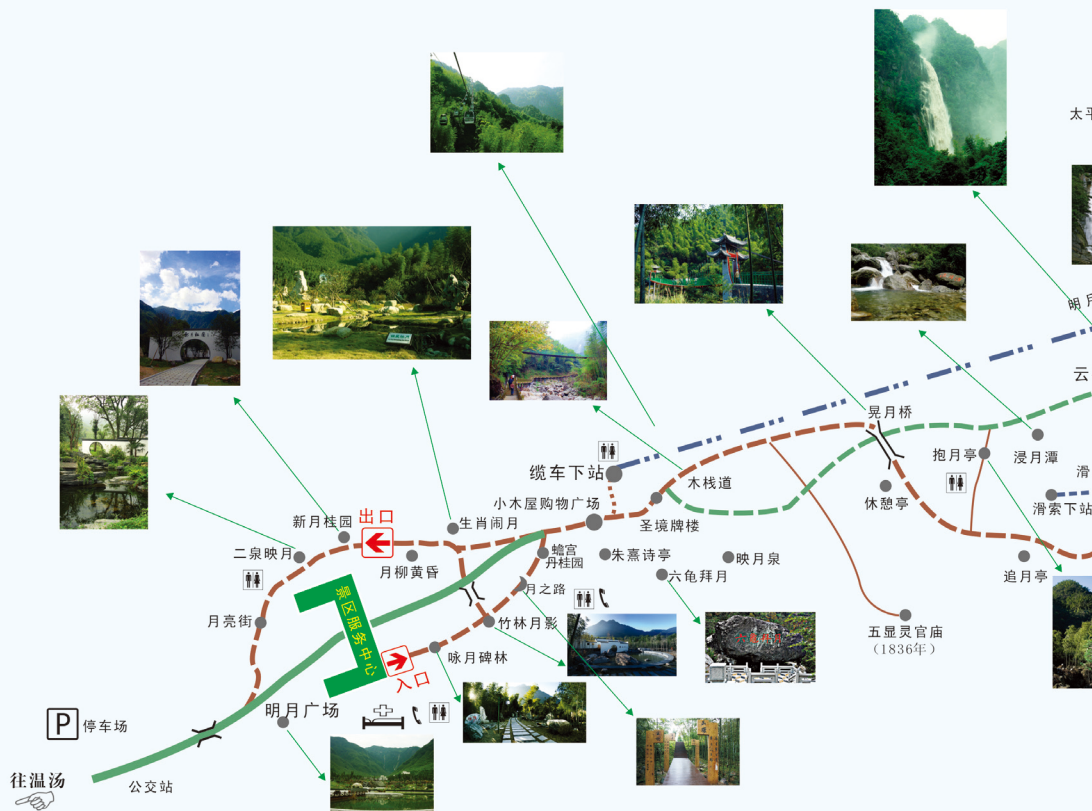 太平
明月
云
晃月桥
抱月亭
浸月潭
缆车下站
木栈道
滑
休憩亭
滑索下站
小木屋购物广场
圣境牌楼
新月桂园
出口
生肖闹月
二泉映月
月柳黄昏
蟾宫
丹桂园
朱熹诗亭
映月泉
追月亭
六龟拜月
月之路
月亮街
景区服务中心
竹林月影
五显灵官庙
（1836年）
咏月碑林
入口
明月广场
P 停车场
往温汤
公交站